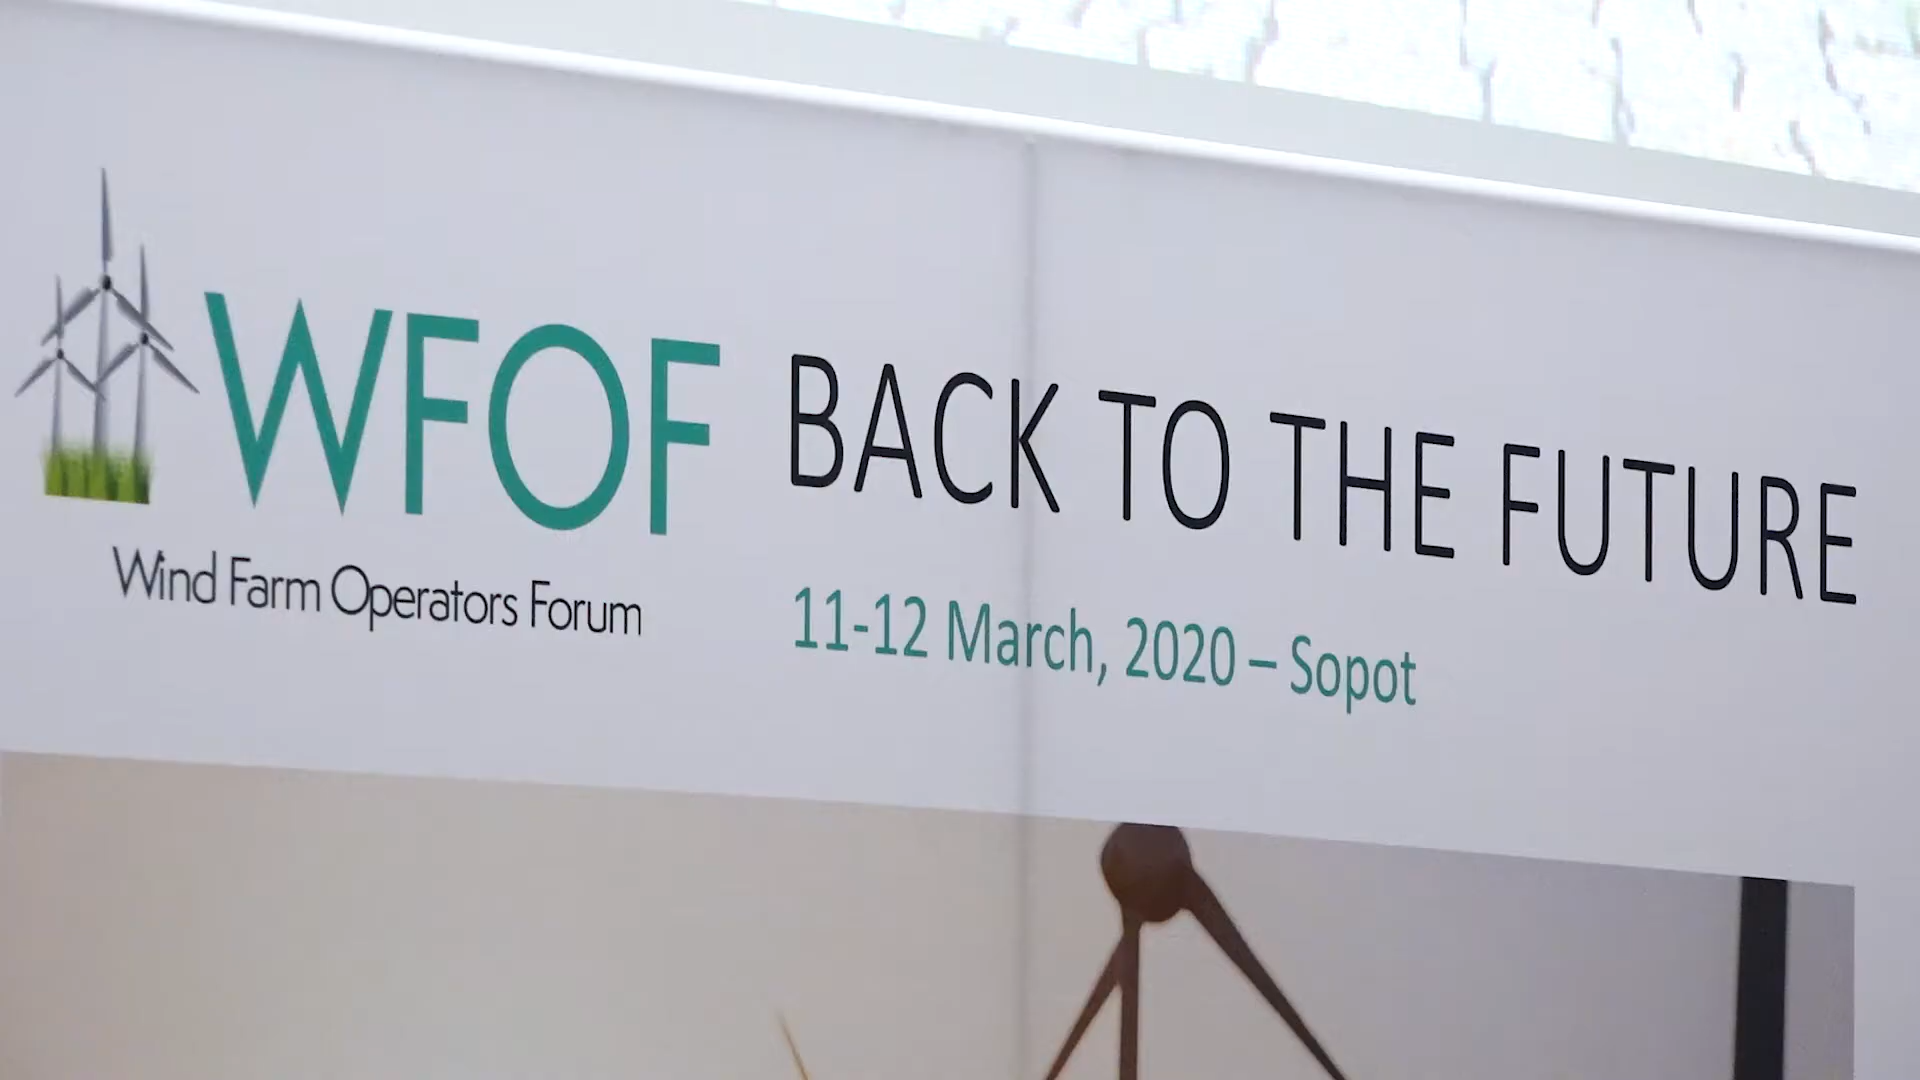 WFOF
Wind Farm Operators Forum
BACK TO THE FUTURE
11-12 March, 2020 – Sopot